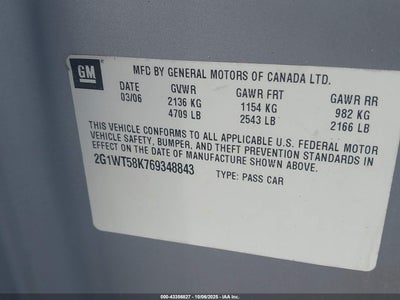 GM
MFD BY GENERAL MOTORS OF CANADA LTD.
DATE GVWR GAWR FRT GAWR RR
03/06 2136 KG 1154 KG 982 KG
4709 LB 2543 LB 2166 LB
THIS VEHICLE CONFORMS TO ALL APPLICABLE U.S. FEDERAL MOTOR
VEHICLE SAFETY, BUMPER, AND THEFT PREVENTION STANDARDS IN
EFFECT ON THE DATE OF MANUFACTURE SHOWN ABOVE.
2G1WT58K769348843
TYPE: PASS CAR
000-43358827 - 10/06/2025 - IAA, Inc.